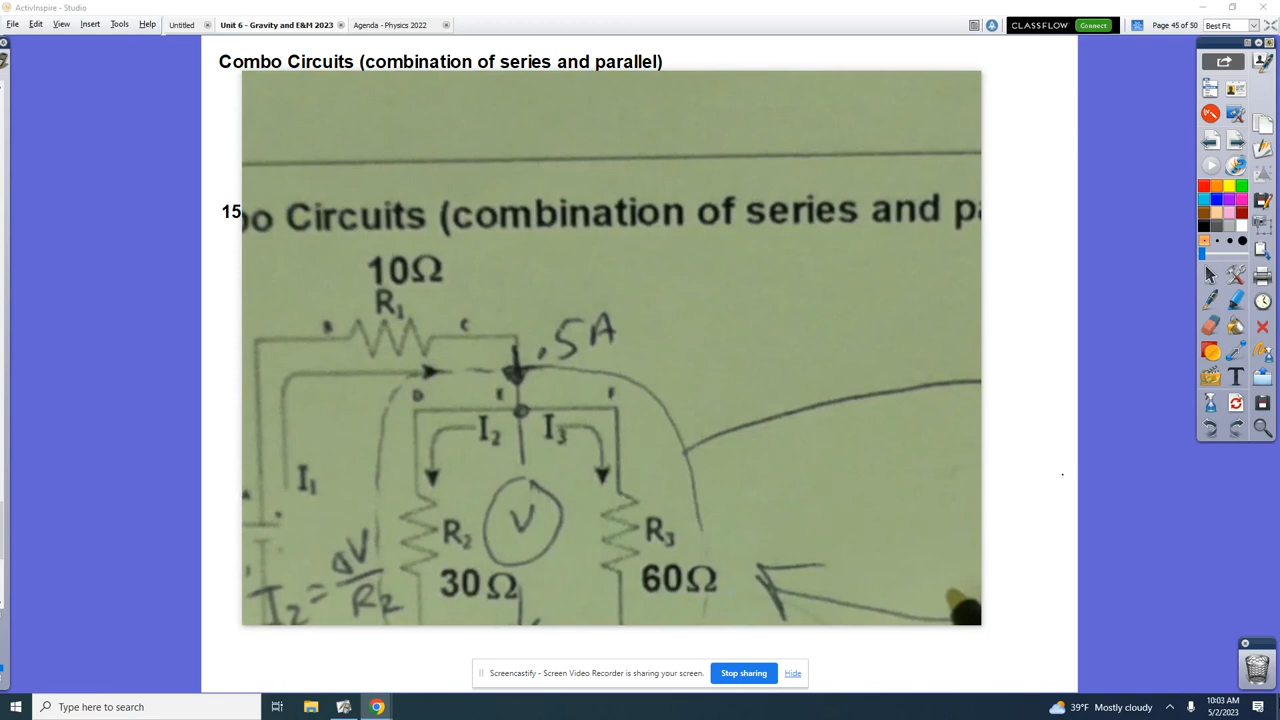 ActivInspire - Studio
File Edit View Insert Tools Help Untitled Unit 6 - Gravity and E&M 2023 Agenda - Physics 2022 CLASSFLOW Connect Page 45 of 50 Best Fit
Combo Circuits (combination of series and parallel)
15
bo Circuits (combination of series and pa
10Ω
R₁
B C .5A
D E F
I₂ I₃
I₁
V
R₂ R₃
30Ω 60Ω
I₂ = ΔV/R₂
Screencastify - Screen Video Recorder is sharing your screen. Stop sharing Hide
Type here to search 39°F Mostly cloudy 10:03 AM
5/2/2023